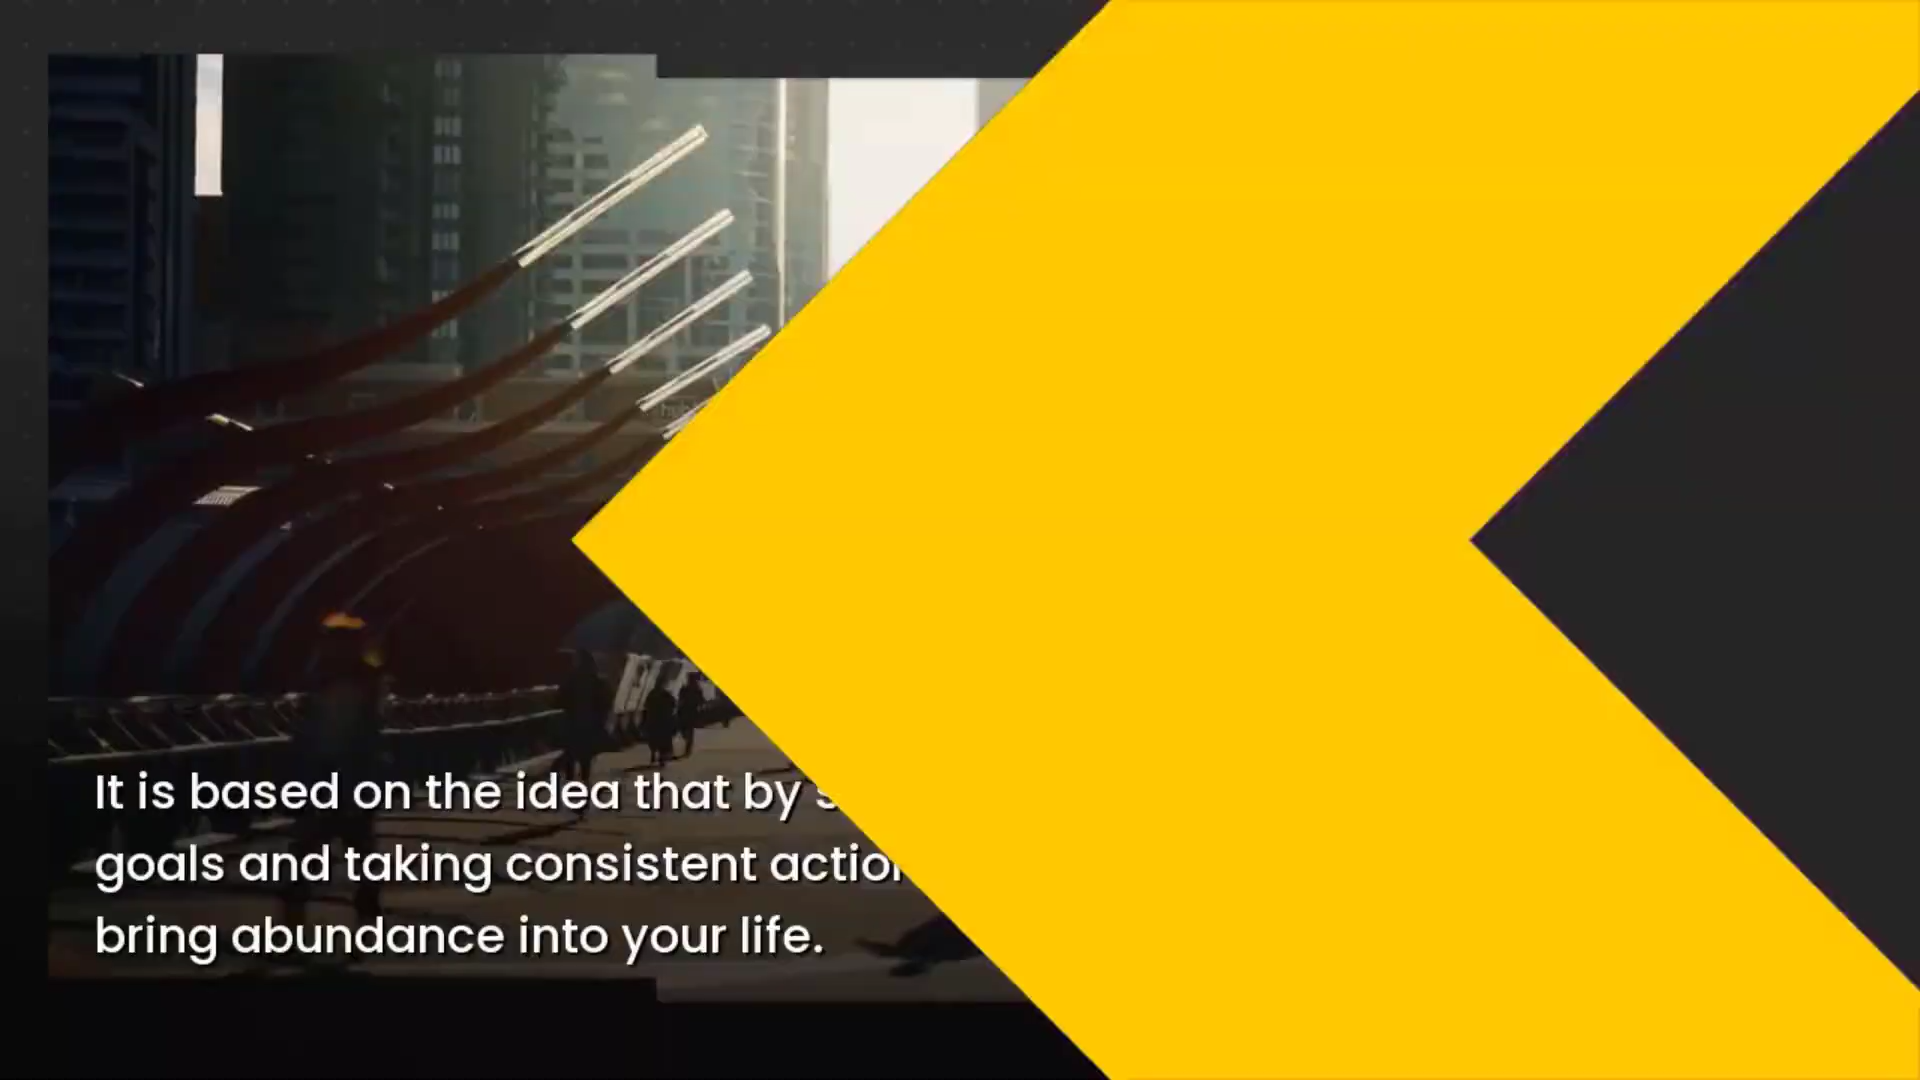 It is based on the idea that by
goals and taking consistent
bring abundance into your life.